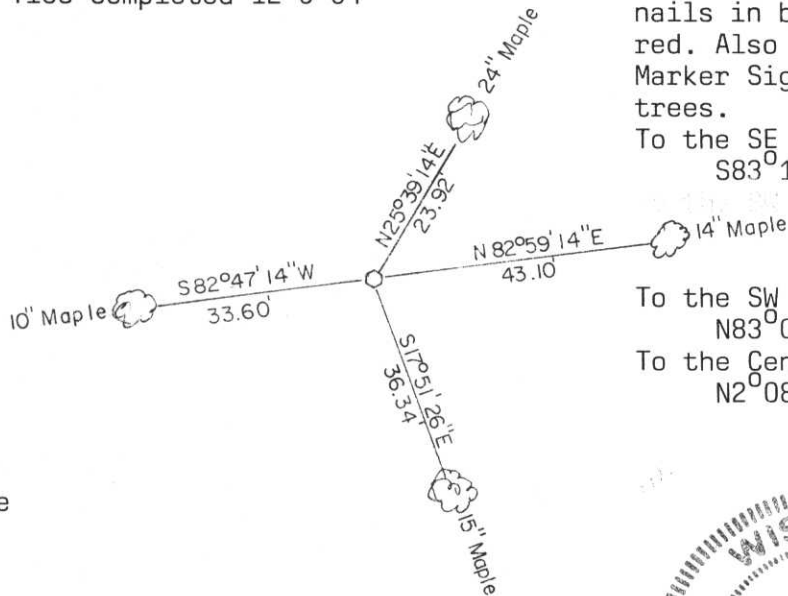 nails in b
red. Also
Marker Sig
trees.
To the SE
S83°1
24" Maple
N25°39'14"E
23.92'
N 82°59'14"E
43.10'
14" Maple
S82°47'14"W
33.60'
10" Maple
S17°51'26"E
36.34'
15" Maple
To the SW
N83°0
To the Cen
N2°08
e
WIS